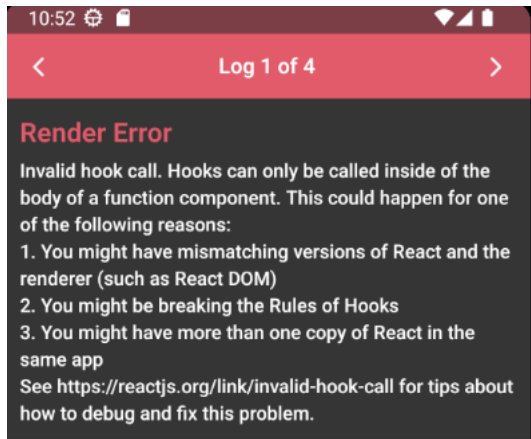 10:52
Log 1 of 4
Render Error
Invalid hook call. Hooks can only be called inside of the
body of a function component. This could happen for one
of the following reasons:
1. You might have mismatching versions of React and the
renderer (such as React DOM)
2. You might be breaking the Rules of Hooks
3. You might have more than one copy of React in the
same app
See https://reactjs.org/link/invalid-hook-call for tips about
how to debug and fix this problem.